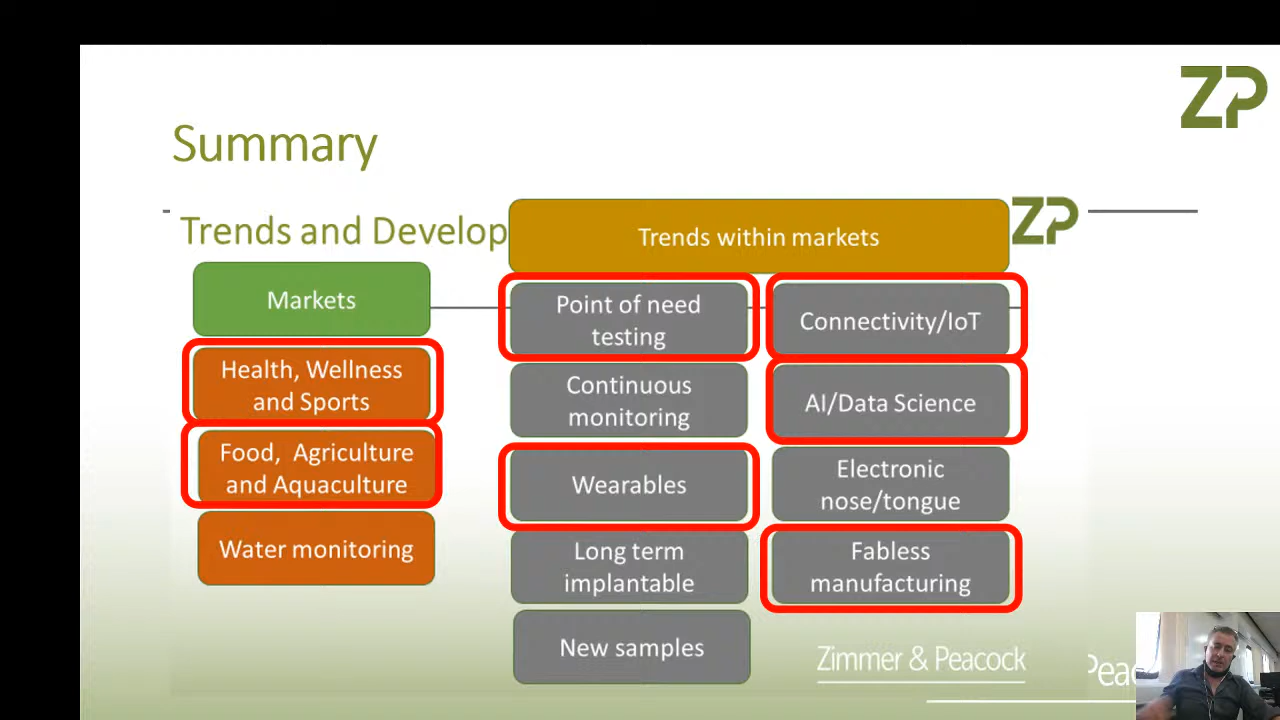 ZP
Summary
Trends and Develop
Trends within markets
ZP
Markets
Health, Wellness
and Sports
Food, Agriculture
and Aquaculture
Water monitoring
Point of need
testing
Continuous
monitoring
Wearables
Long term
implantable
New samples
Connectivity/IoT
AI/Data Science
Electronic
nose/tongue
Fabless
manufacturing
Zimmer & Peacock